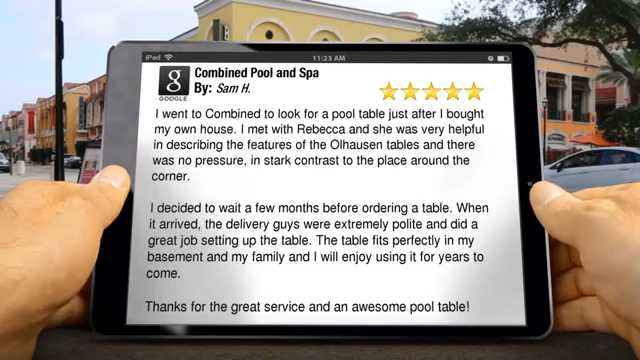 iPad
11:23 AM
g
GOOGLE
Combined Pool and Spa
By: Sam H.
I went to Combined to look for a pool table just after I bought
my own house. I met with Rebecca and she was very helpful
in describing the features of the Olhausen tables and there
was no pressure, in stark contrast to the place around the
corner.
I decided to wait a few months before ordering a table. When
it arrived, the delivery guys were extremely polite and did a
great job setting up the table. The table fits perfectly in my
basement and my family and I will enjoy using it for years to
come.
Thanks for the great service and an awesome pool table!